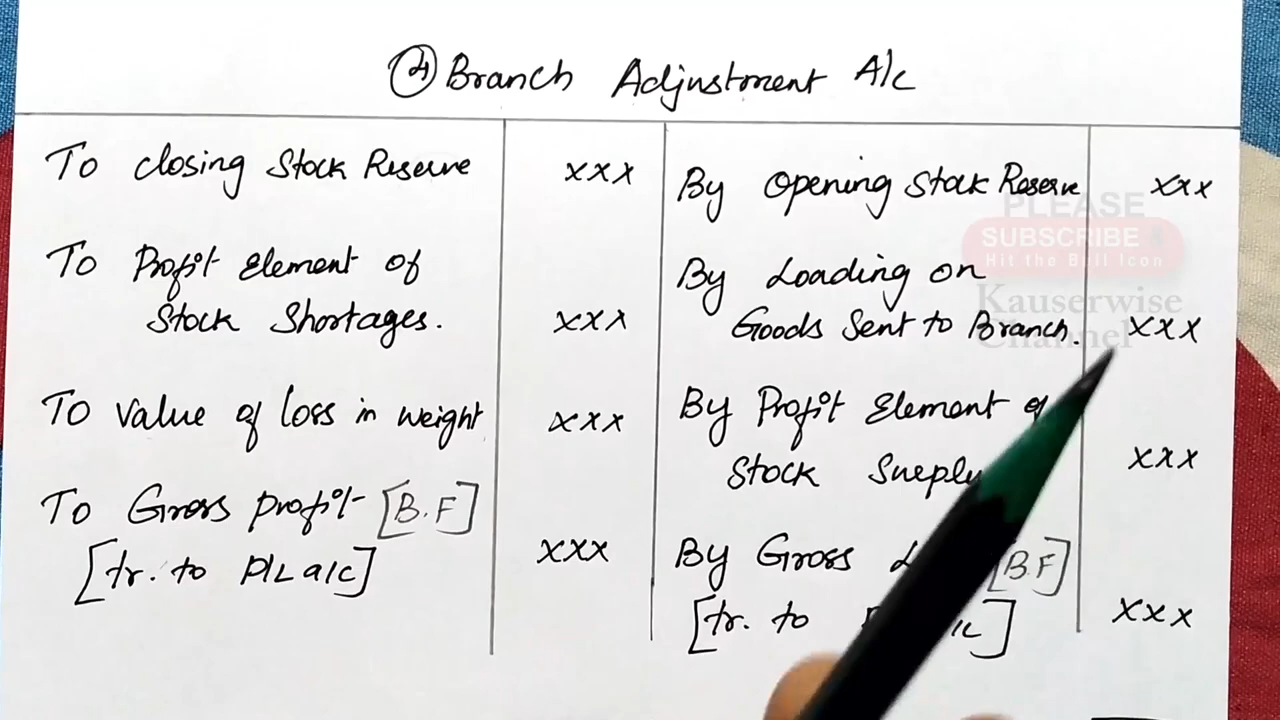 ④ Branch Adjustment A/c
To closing Stock Reserve xxx
To Profit Element of
Stock Shortages. xxx
To Value of loss in weight xxx
To Gross profit [B.F]
[tr. to P/L a/c] xxx
By Opening Stock Reserve xxx
By Loading on
Goods Sent to Branch. xxx
By Profit Element
Stock xxx
By Gross [B.F]
[tr. to xxx
PLEASE
SUBSCRIBE
Hit the Bell Icon
Kauserwise
Channel